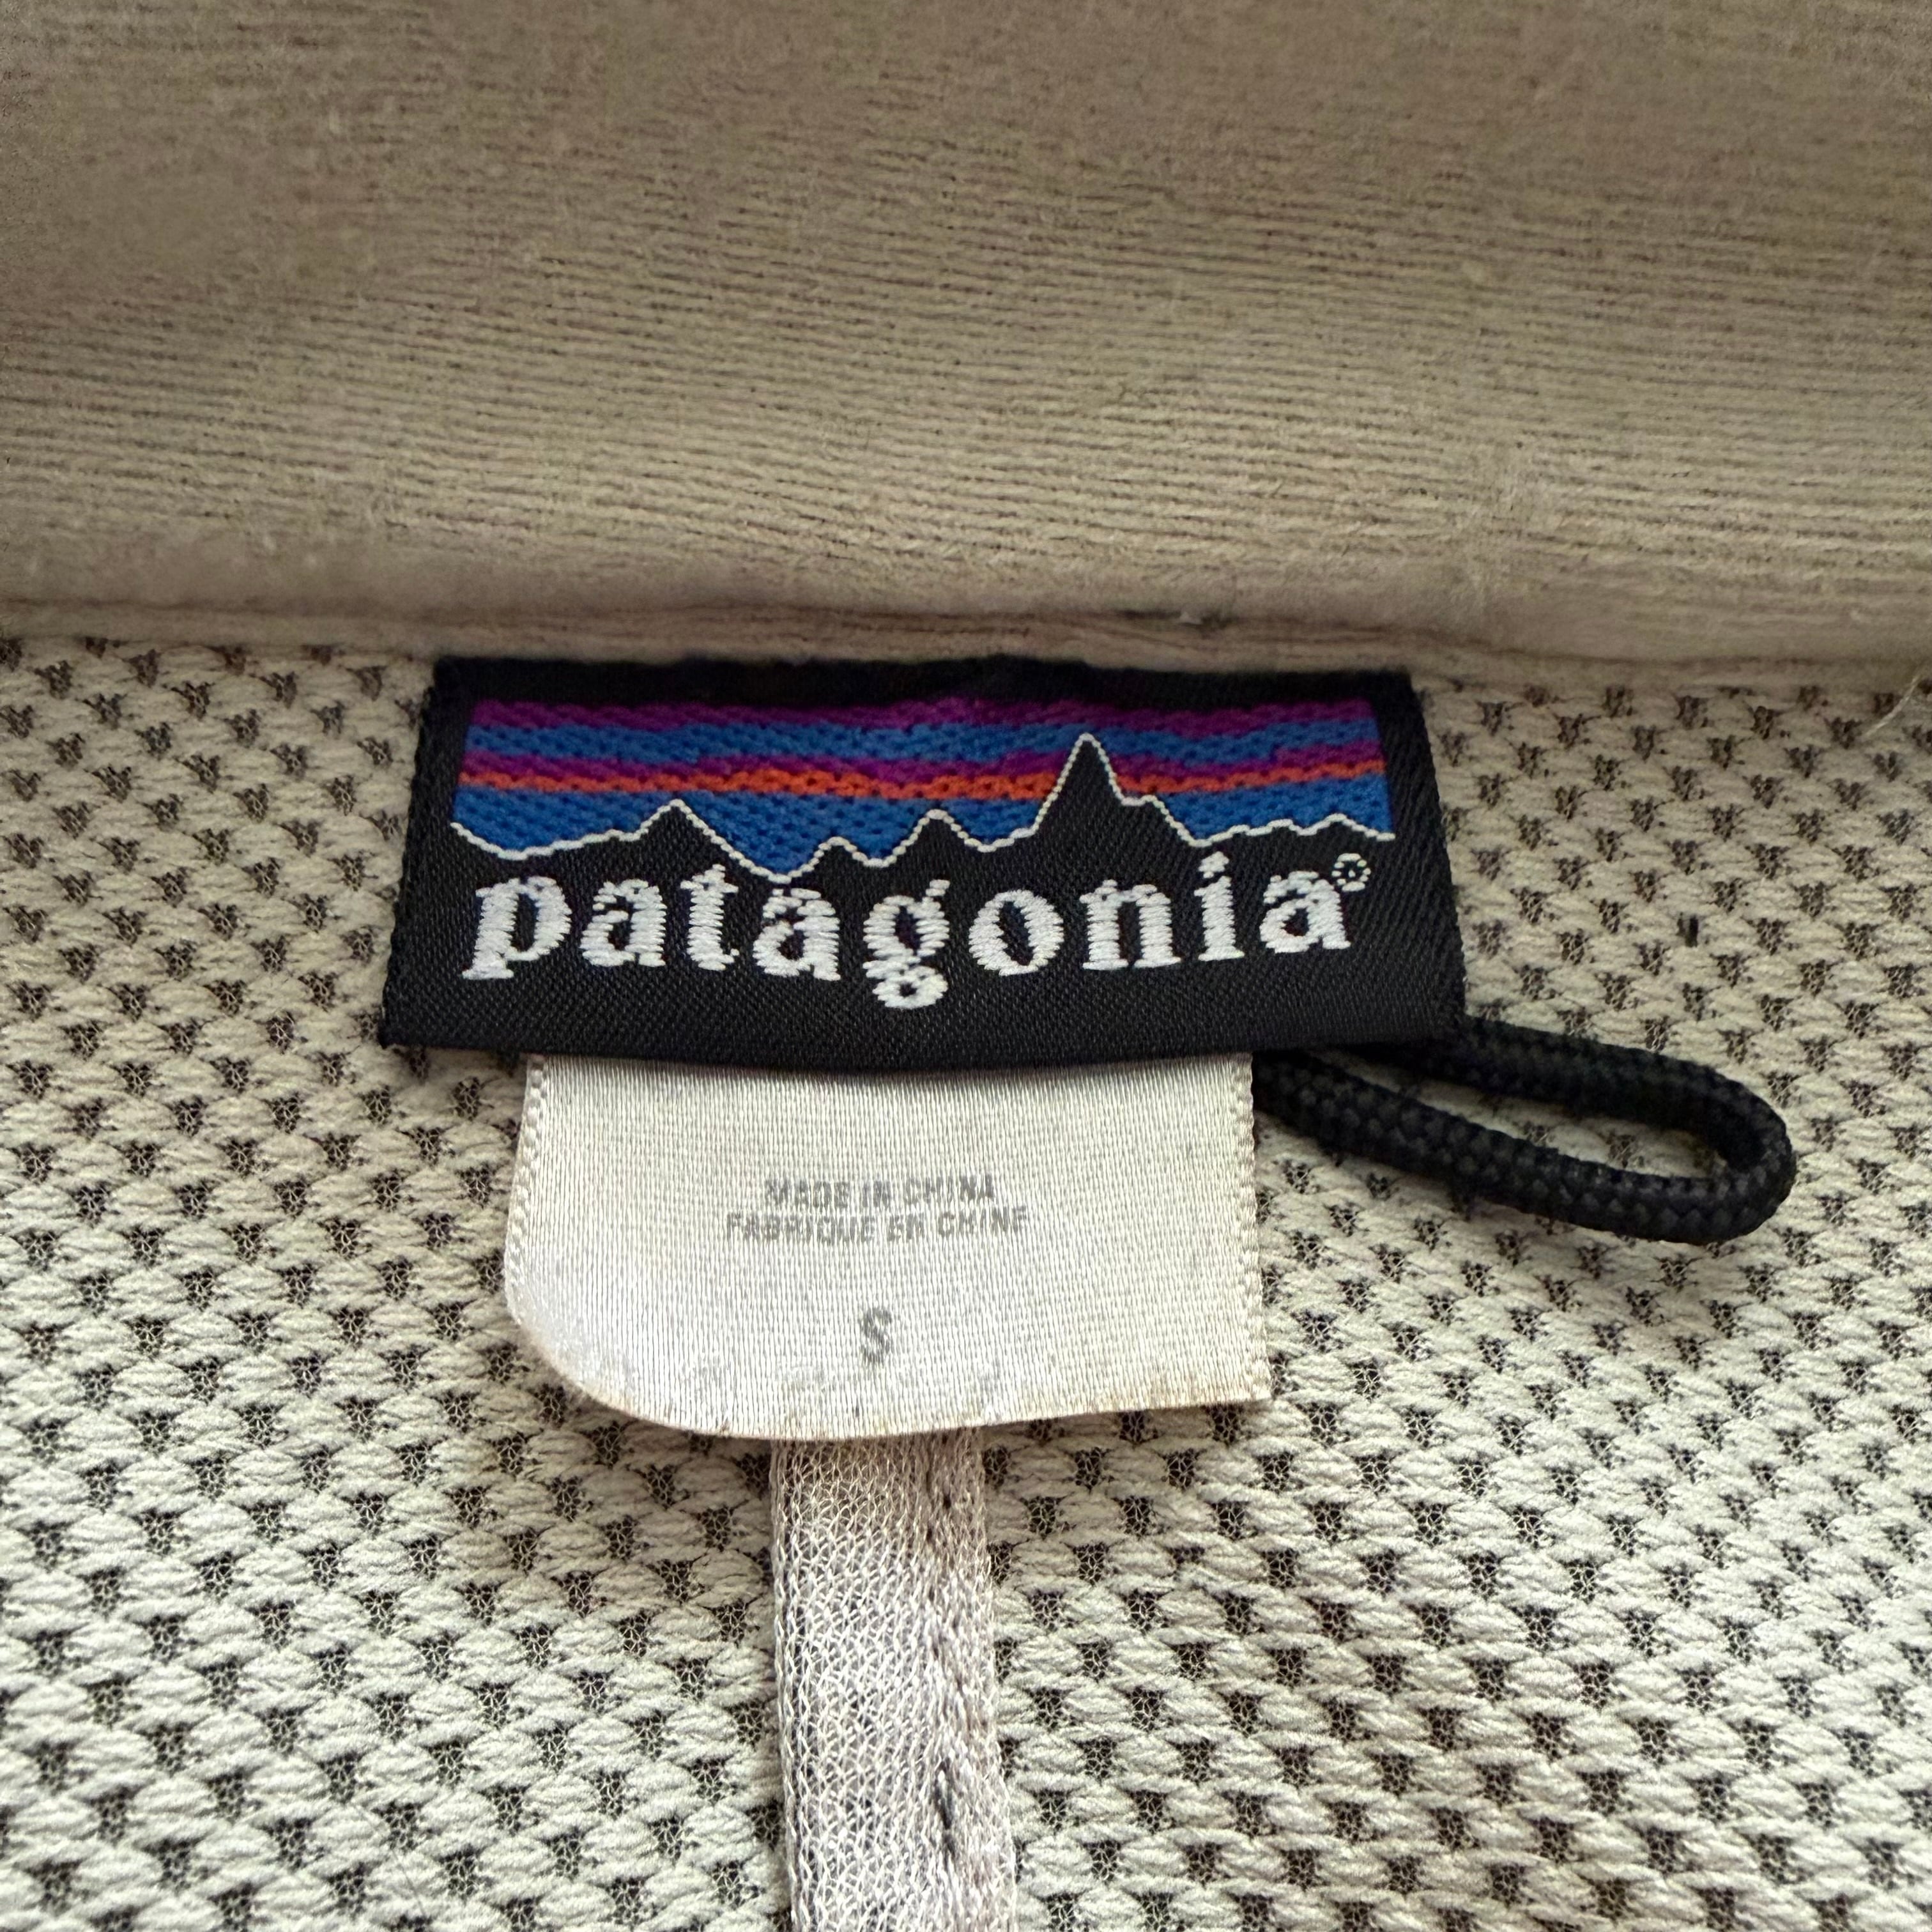 patagonia®
MADE IN CHINA
FABRIQUE EN CHINE
S